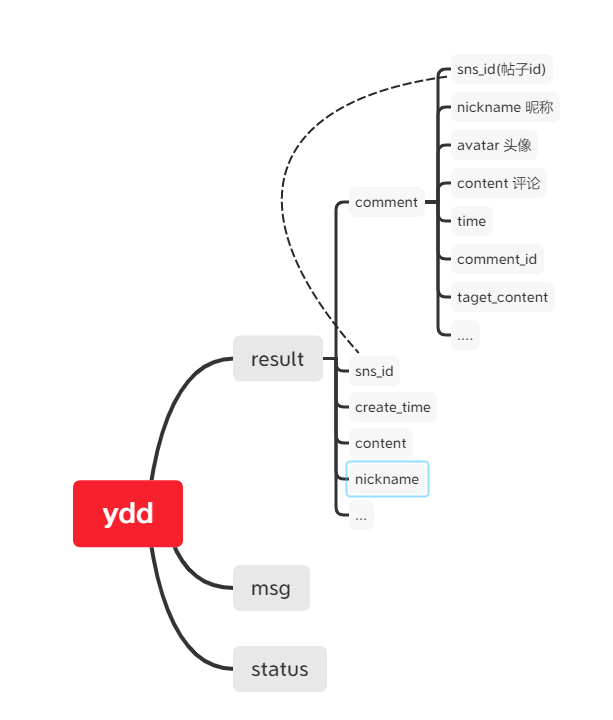 sns_id(帖子id)
nickname 昵称
avatar 头像
content 评论
comment
time
comment_id
taget_content
....
result
sns_id
create_time
content
nickname
...
ydd
msg
status